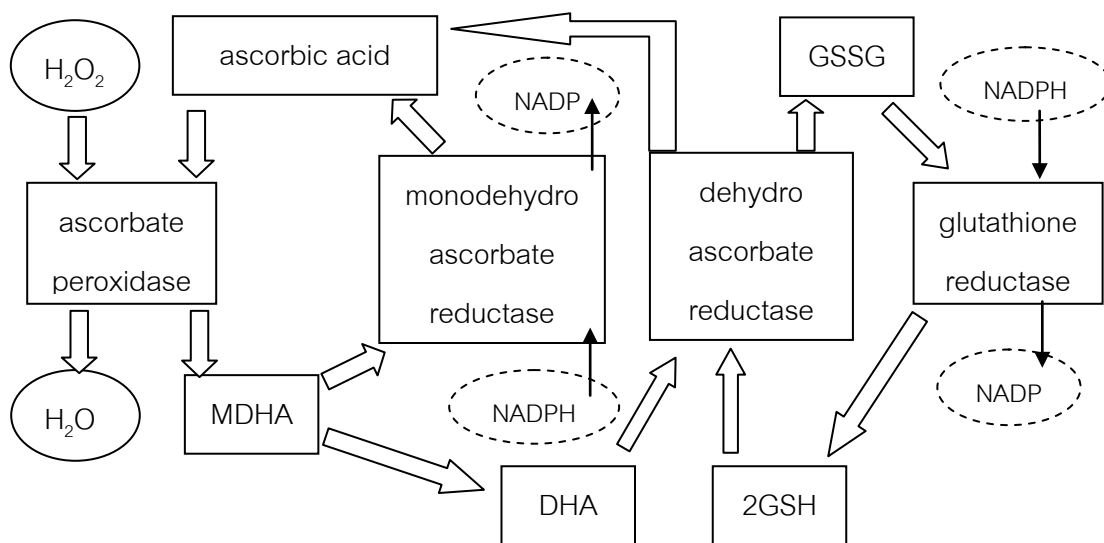 H₂O₂
ascorbic acid
GSSG
NADP
NADPH
ascorbate
peroxidase
monodehydro
ascorbate
reductase
dehydro
ascorbate
reductase
glutathione
reductase
H₂O
MDHA
NADPH
NADP
DHA
2GSH